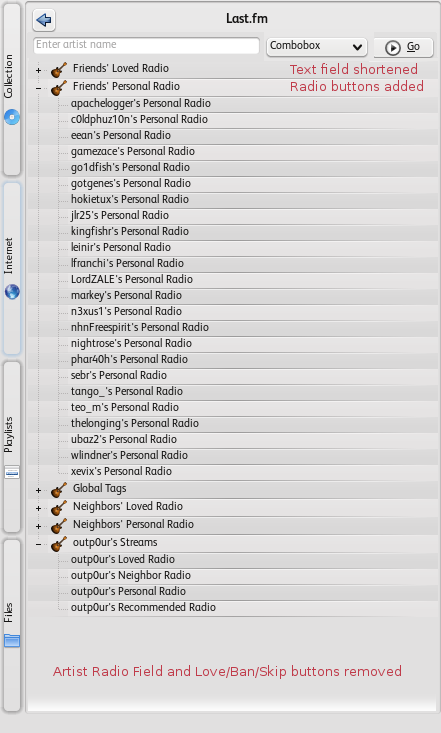 Last.fm
Enter artist name
Combobox
Go
Collection
Internet
Playlists
Files
Friends' Loved Radio
Text field shortened
Friends' Personal Radio
Radio buttons added
apachelogger's Personal Radio
c0ldphuz10n's Personal Radio
eean's Personal Radio
gamezace's Personal Radio
go1dfish's Personal Radio
gotgenes's Personal Radio
hokietux's Personal Radio
jlr25's Personal Radio
kingfishr's Personal Radio
leinir's Personal Radio
lfranchi's Personal Radio
LordZALE's Personal Radio
markey's Personal Radio
n3xus1's Personal Radio
nhnFreespirit's Personal Radio
nightrose's Personal Radio
phar40h's Personal Radio
sebr's Personal Radio
tango_'s Personal Radio
teo_m's Personal Radio
thelonging's Personal Radio
ubaz2's Personal Radio
wlindner's Personal Radio
xevix's Personal Radio
Global Tags
Neighbors' Loved Radio
Neighbors' Personal Radio
outp0ur's Streams
outp0ur's Loved Radio
outp0ur's Neighbor Radio
outp0ur's Personal Radio
outp0ur's Recommended Radio
Artist Radio Field and Love/Ban/Skip buttons removed